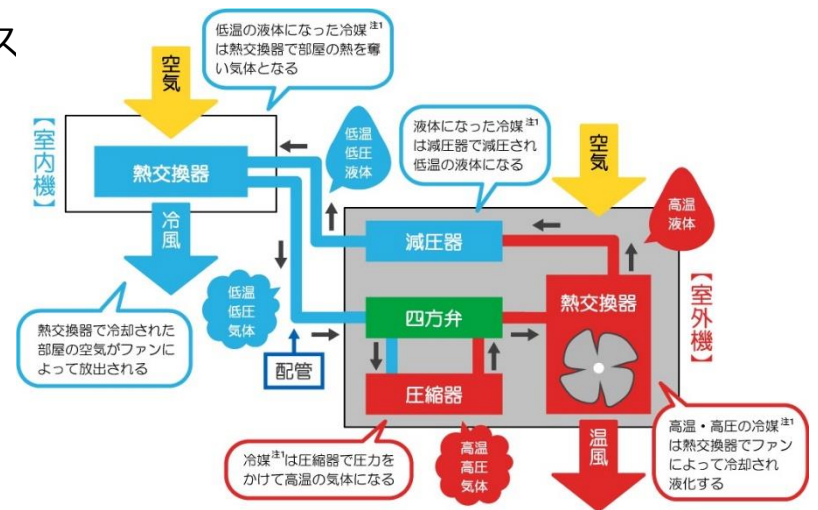 ス
低温の液体になった冷媒注1
は熱交換器で部屋の熱を奪
い気体となる
空気
【室内機】
熱交換器
冷風
低温
低圧
液体
液体になった冷媒注1
は減圧器で減圧され
低温の液体になる
空気
高温
液体
減圧器
低温
低圧
気体
四方弁
熱交換器
【室外機】
熱交換器で冷却された
部屋の空気がファンに
よって放出される
配管
圧縮器
冷媒注1は圧縮器で圧力を
かけて高温の気体になる
高温
高圧
気体
温風
高温・高圧の冷媒注1
は熱交換器でファン
によって冷却され
液化する